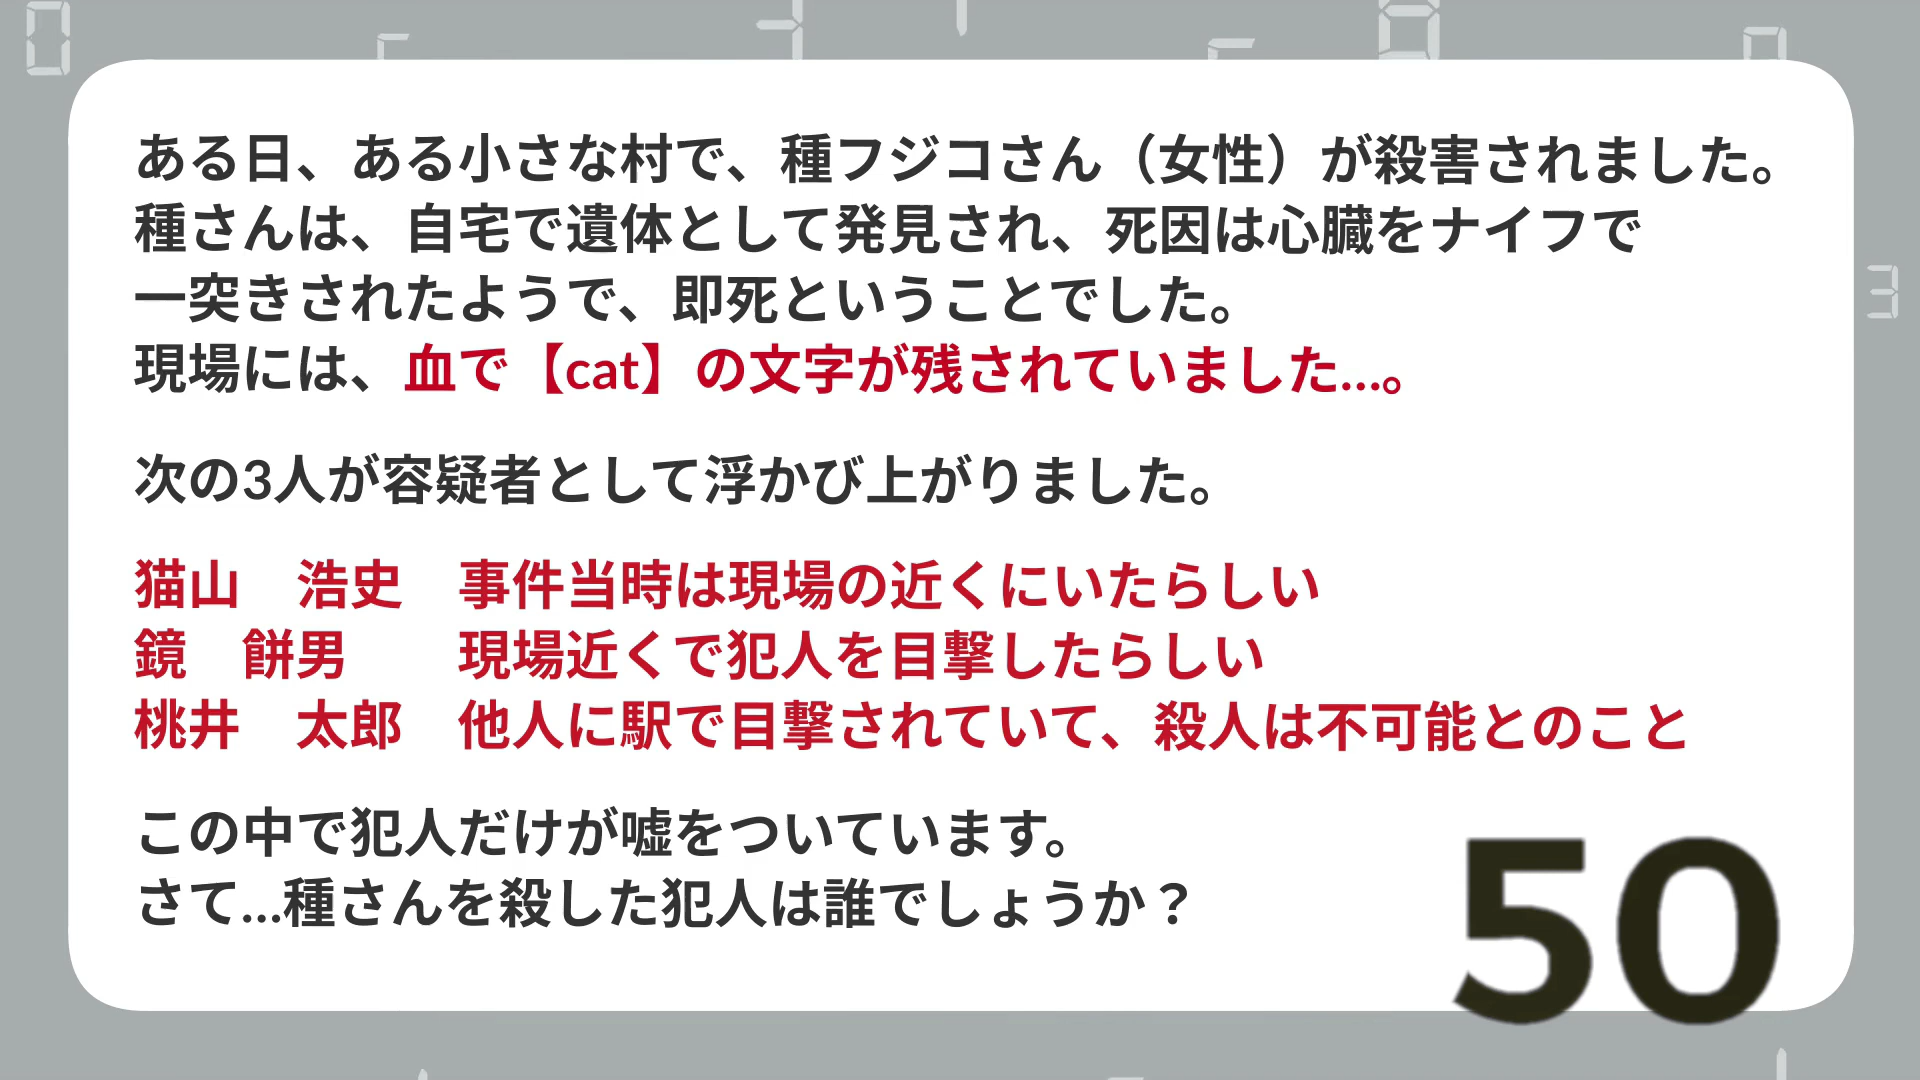 ある日、ある小さな村で、種フジコさん（女性）が殺害されました。
種さんは、自宅で遺体として発見され、死因は心臓をナイフで
一突きされたようで、即死ということでした。
現場には、血で【cat】の文字が残されていました...。
次の3人が容疑者として浮かび上がりました。
猫山　浩史　事件当時は現場の近くにいたらしい
鏡　餅男　　現場近くで犯人を目撃したらしい
桃井　太郎　他人に駅で目撃されていて、殺人は不可能とのこと
この中で犯人だけが嘘をついています。
さて...種さんを殺した犯人は誰でしょうか？
50